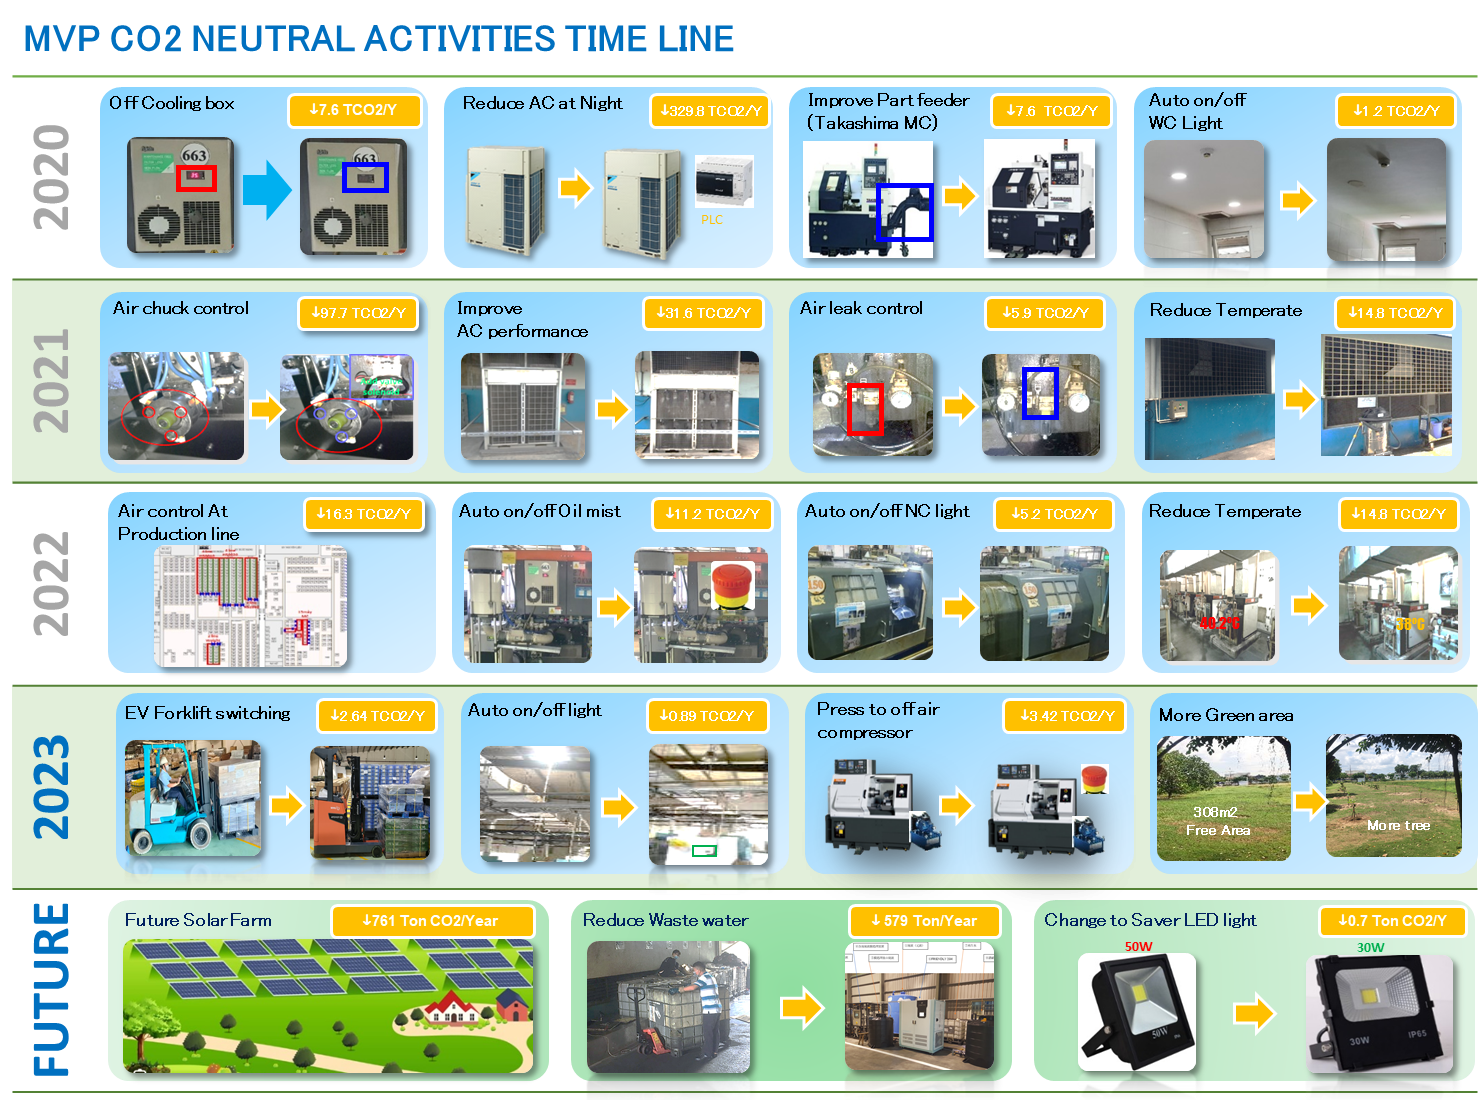 MVP CO2 NEUTRAL ACTIVITIES TIME LINE
2020
Off Cooling box
↓7.6 TCO2/Y
663
663
Reduce AC at Night
↓329.8 TCO2/Y
PLC
Improve Part feeder
(Takashima MC)
↓7.6 TCO2/Y
Auto on/off
WC Light
↓1.2 TCO2/Y
2021
Air chuck control
↓97.7 TCO2/Y
Improve
AC performance
↓31.6 TCO2/Y
Air leak control
↓5.9 TCO2/Y
Reduce Temperate
↓14.8 TCO2/Y
2022
Air control At
Production line
↓16.3 TCO2/Y
Auto on/off Oil mist
↓11.2 TCO2/Y
Auto on/off NC light
↓5.2 TCO2/Y
Reduce Temperate
↓14.8 TCO2/Y
40.2°C
38°C
2023
EV Forklift switching
↓2.64 TCO2/Y
Auto on/off light
↓0.89 TCO2/Y
Press to off air
compressor
↓3.42 TCO2/Y
More Green area
308m2
Free Area
More tree
FUTURE
Future Solar Farm
↓761 Ton CO2/Year
Reduce Waste water
↓ 579 Ton/Year
Change to Saver LED light
↓0.7 Ton CO2/Y
50W
30W
50W
30W
IP65